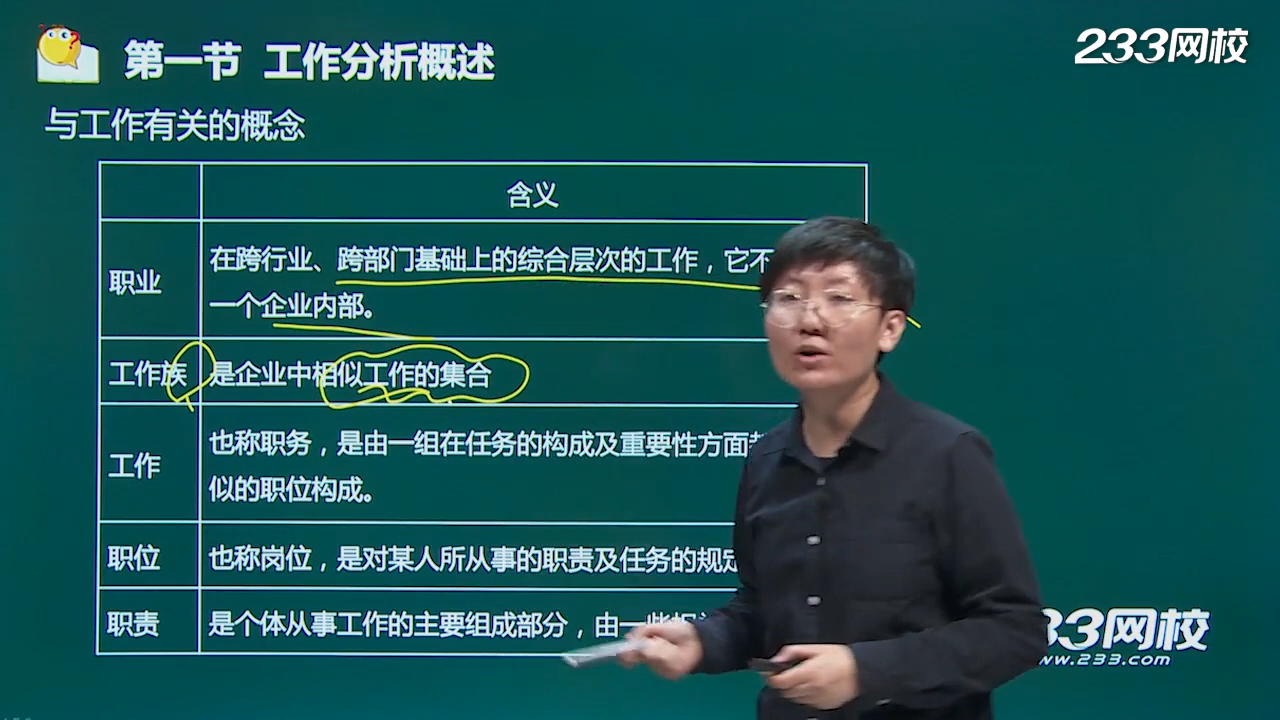 233网校
第一节 工作分析概述
与工作有关的概念
含义
职业
在跨行业、跨部门基础上的综合层次的工作，它不
一个企业内部。
工作族
是企业中相似工作的集合
工作
也称职务，是由一组在任务的构成及重要性方面
似的职位构成。
职位
也称岗位，是对某人所从事的职责及任务的规定
职责
是个体从事工作的主要组成部分，由一些
33网校
www.233.com